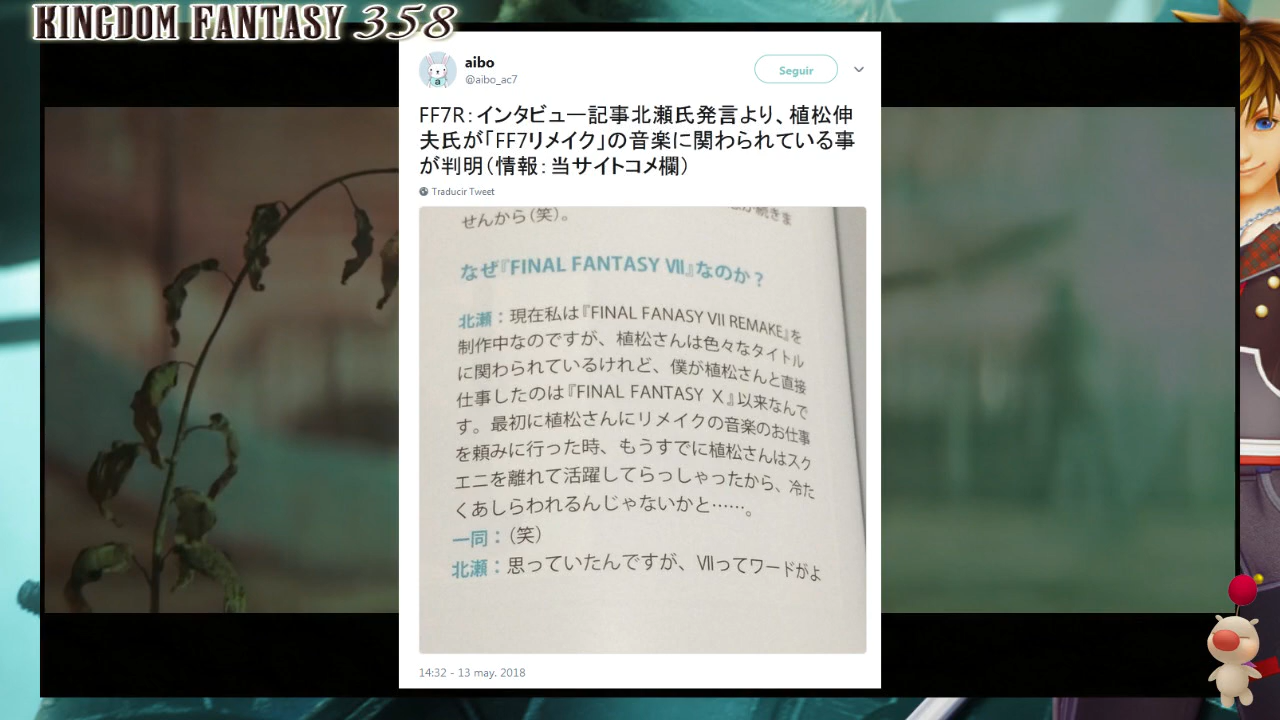 KINGDOM FANTASY 358
aibo
@aibo_ac7
Seguir
FF7R:インタビュー記事北瀬氏発言より、植松伸
夫氏が「FF7リメイク」の音楽に関わられている事
が判明(情報:当サイトコメ欄)
Traducir Tweet
が続きま
せんから(笑)。
なぜ『FINAL FANTASY Ⅶ』なのか?
北瀬:現在私は『FINAL FANASY VII REMAKE』を
制作中なのですが、植松さんは色々なタイトル
に関わられているけれど、僕が植松さんと直接
仕事したのは『FINAL FANTASY X』以来なんで
す。最初に植松さんにリメイクの音楽のお仕事
を頼みに行った時、もうすでに植松さんはスク
エニを離れて活躍してらっしゃったから、冷た
くあしらわれるんじゃないかと……。
一同:(笑)
北瀬:思っていたんですが、Ⅶってワードがよ
14:32 - 13 may. 2018